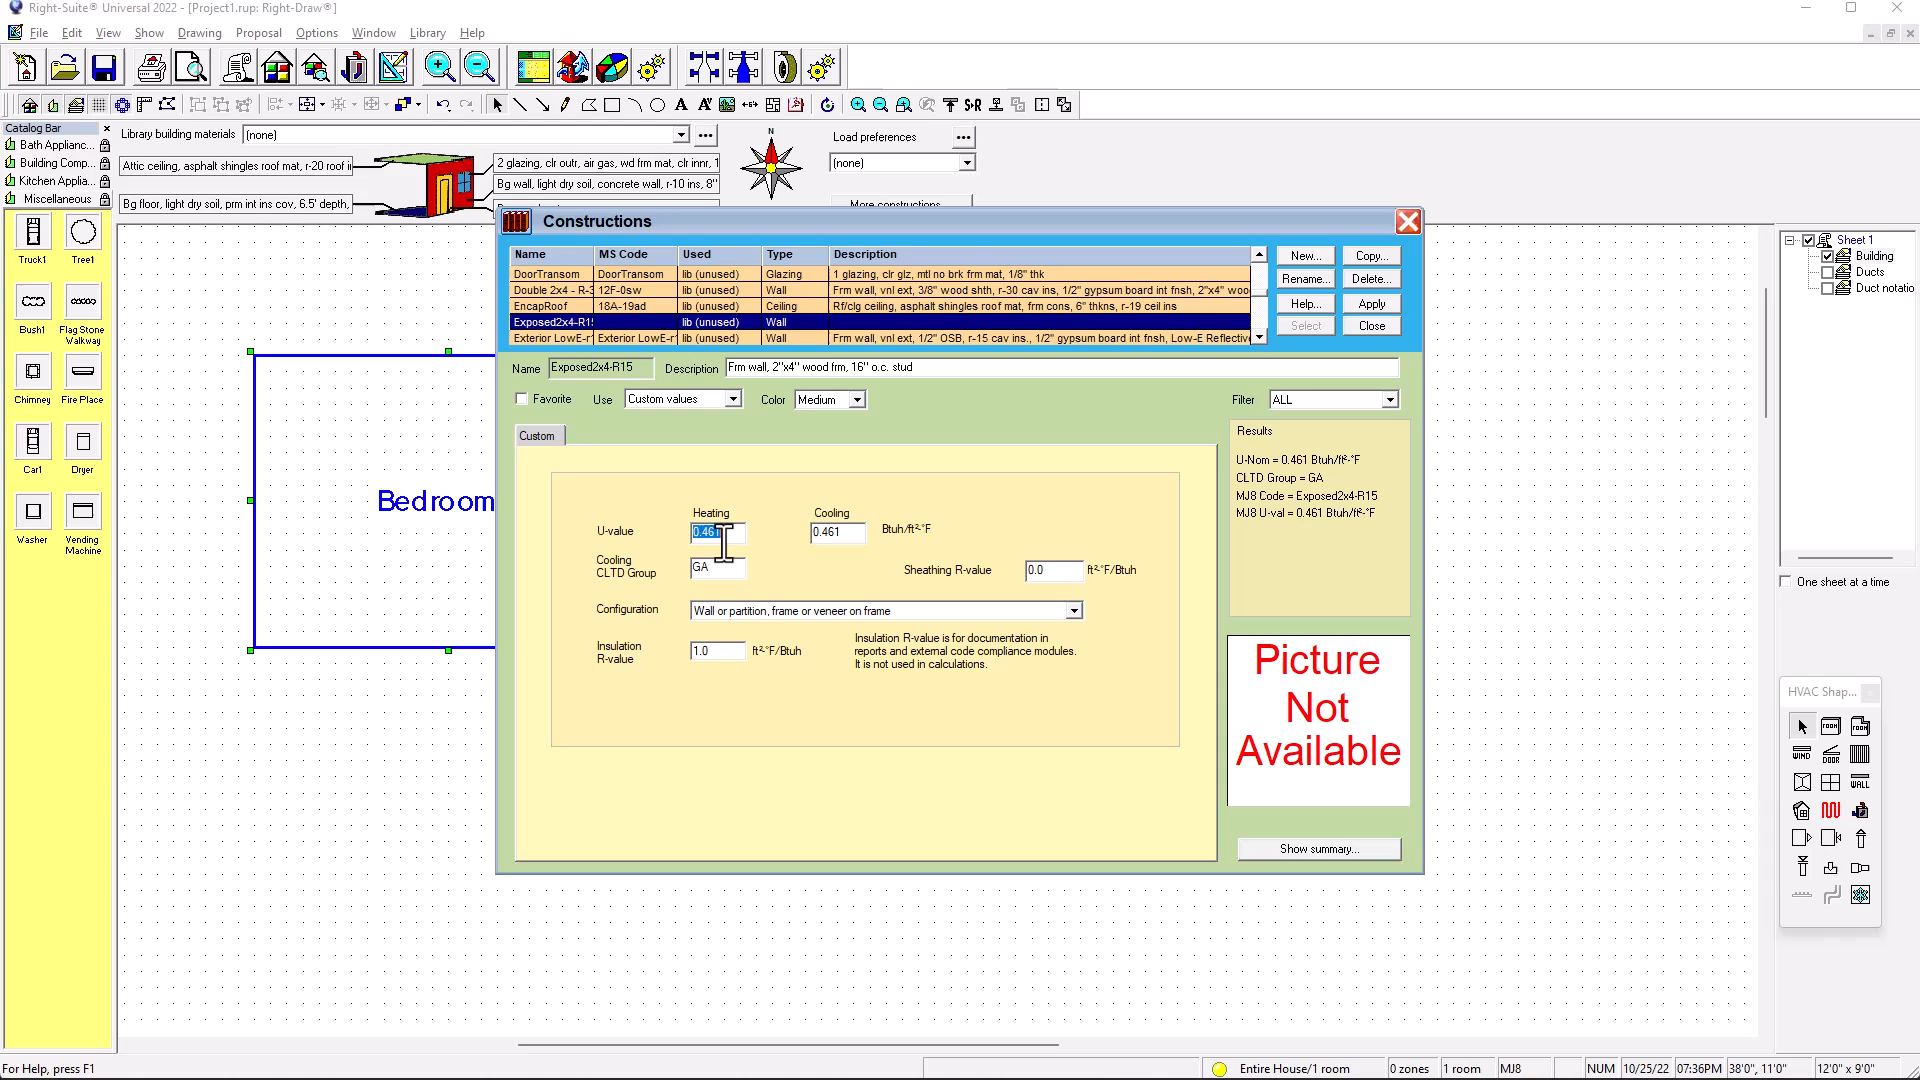 Right-Suite® Universal 2022 - [Project1.rup: Right-Draw®]
File Edit View Show Drawing Proposal Options Window Library Help
S·R
Catalog Bar
Bath Applianc...
Building Comp...
Kitchen Applia...
Miscellaneous
Library building materials (none)
Attic ceiling, asphalt shingles roof mat, r-20 roof i
Bg floor, light dry soil, prm int ins cov, 6.5' depth,
2 glazing, clr outr, air gas, wd frm mat, clr innr, 1
Bg wall, light dry soil, concrete wall, r-10 ins, 8"
N
Load preferences
(none)
More constructions
Truck1 Tree1
Bush1 Flag Stone Walkway
Chimney Fire Place
Car1 Dryer
Washer Vending Machine
Bedroom
Constructions
Name MS Code Used Type Description
DoorTransom DoorTransom lib (unused) Glazing 1 glazing, clr glz, mtl no brk frm mat, 1/8" thk
Double 2x4 - R-3 12F-0sw lib (unused) Wall Frm wall, vnl ext, 3/8" wood shth, r-30 cav ins, 1/2" gypsum board int fnsh, 2"x4" woo
EncapRoof 18A-19ad lib (unused) Ceiling Rf/clg ceiling, asphalt shingles roof mat, frm cons, 6" thkns, r-19 ceil ins
Exposed2x4-R15 lib (unused) Wall
Exterior LowE-r1 Exterior LowE-r1 lib (unused) Wall Frm wall, vnl ext, 1/2" OSB, r-15 cav ins., 1/2" gypsum board int fnsh, Low-E Reflectiv
New... Copy...
Rename... Delete...
Help... Apply
Select Close
Name Exposed2x4-R15 Description Frm wall, 2"x4" wood frm, 16" o.c. stud
Favorite Use Custom values Color Medium Filter ALL
Custom
Heating Cooling
U-value 0.461 0.461 Btuh/ft²-°F
Cooling
CLTD Group GA Sheathing R-value 0.0 ft²-°F/Btuh
Configuration Wall or partition, frame or veneer on frame
Insulation
R-value 1.0 ft²-°F/Btuh
Insulation R-value is for documentation in
reports and external code compliance modules.
It is not used in calculations.
Results
U-Nom = 0.461 Btuh/ft²-°F
CLTD Group = GA
MJ8 Code = Exposed2x4-R15
MJ8 U-val = 0.461 Btuh/ft²-°F
Picture
Not
Available
Show summary...
Sheet 1
Building
Ducts
Duct notatio
One sheet at a time
HVAC Shap...
ROOM ROOM
WIND DOOR
WALL
For Help, press F1
Entire House/1 room 0 zones 1 room MJ8 NUM 10/25/22 07:36PM 38'0", 11'0" 12'0" x 9'0"